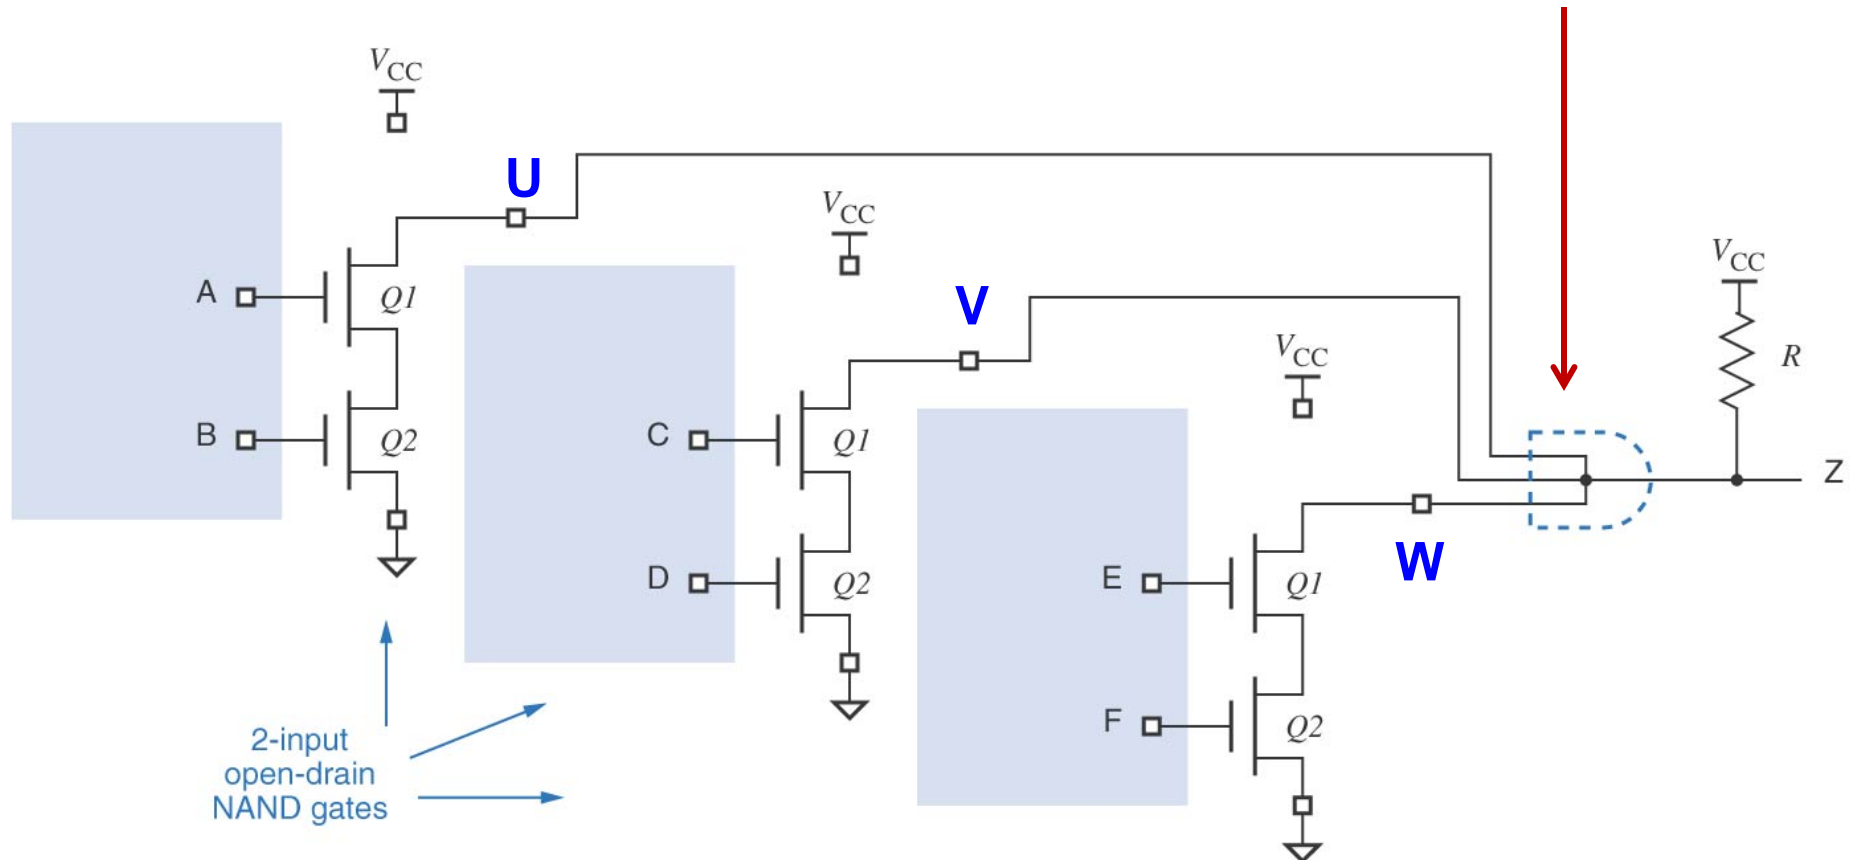 VCC
U
A
Q1
B
Q2
VCC
V
C
Q1
D
Q2
VCC
W
E
Q1
F
Q2
VCC
R
Z
2-input
open-drain
NAND gates